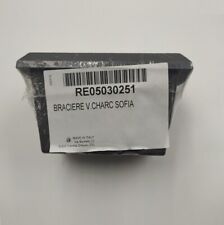 RE05030251
BRACIERE V.CHARC SOFIA
MADE IN ITALY